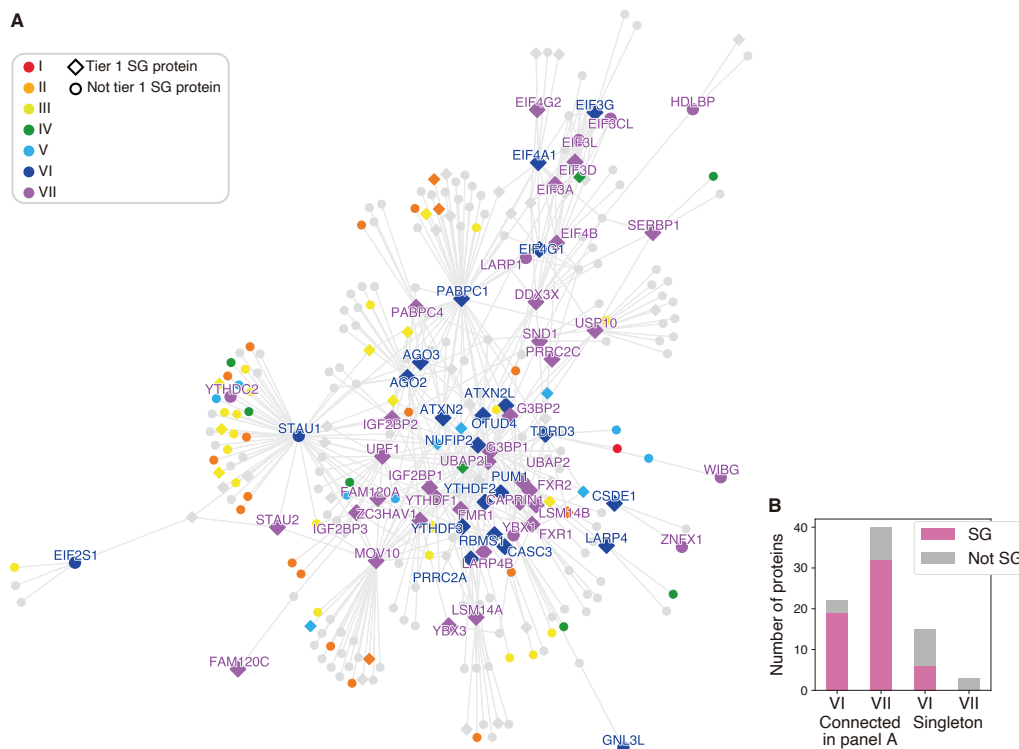 A
I
II
III
IV
V
VI
VII
Tier 1 SG protein
Not tier 1 SG protein
EIF4G2
EIF3G
HDLBP
EIF3CL
EIF3L
EIF4A1
EIF3D
EIF3A
SERBP1
EIF4B
EIF4G1
LARP1
PABPC1
DDX3X
PABPC4
USP10
SND1
PRRC2C
AGO3
AGO2
YTHDC2
ATXN2L
G3BP2
ATXN2
OTUD4
IGF2BP2
STAU1
TDRD3
NUFIP2
G3BP1
UPF1
UBAP2L
UBAP2
WIBG
IGF2BP1
PUM1
YTHDF2
FXR2
FAM120A
CSDE1
YTHDF1
CAPRIN1
LSM14B
ZC3HAV1
FMR1
STAU2
IGF2BP3
YTHDF3
YBX1
FXR1
ZNFX1
RBMS1
LARP4
CASC3
MOV10
LARP4B
EIF2S1
PRRC2A
LSM14A
YBX3
FAM120C
GNL3L
B
SG
Not SG
Number of proteins
40
30
20
10
0
VI VII VI VII
Connected Singleton
in panel A